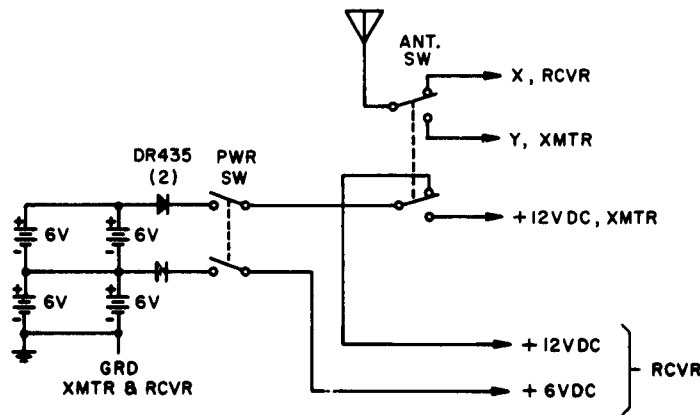 ANT.
SW
X, RCVR
Y, XMTR
DR435
(2)
PWR
SW
+ 6V -
+ 6V -
+12VDC, XMTR
+ 6V -
+ 6V -
GRD
XMTR & RCVR
+12VDC
+6VDC
RCVR